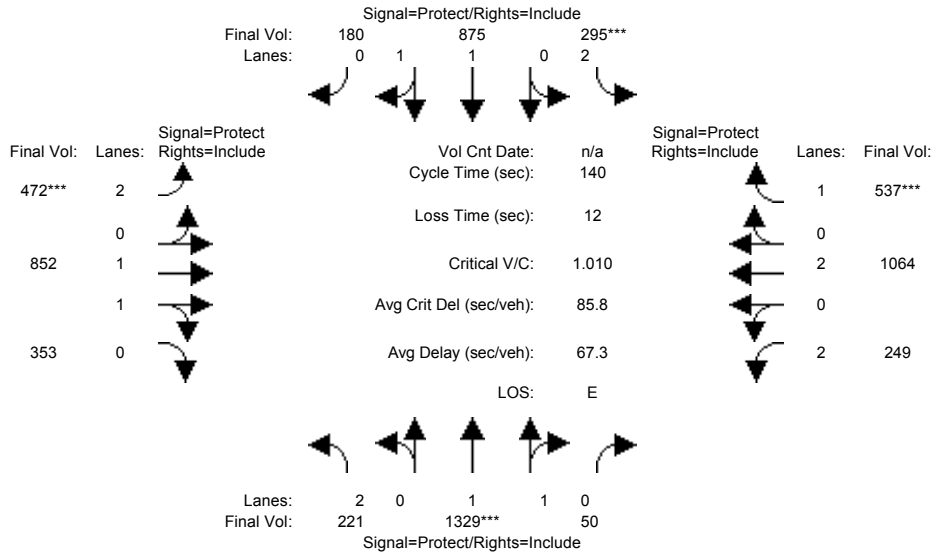 Signal=Protect/Rights=Include
Final Vol: 180 875 295***
Lanes: 0 1 1 0 2
Signal=Protect Signal=Protect
Final Vol: Lanes: Rights=Include Vol Cnt Date: n/a Rights=Include Lanes: Final Vol:
Cycle Time (sec): 140
472*** 2 1 537***
Loss Time (sec): 12
0 0
852 1 Critical V/C: 1.010 2 1064
1 Avg Crit Del (sec/veh): 85.8 0
353 0 Avg Delay (sec/veh): 67.3 2 249
LOS: E
Lanes: 2 0 1 1 0
Final Vol: 221 1329*** 50
Signal=Protect/Rights=Include